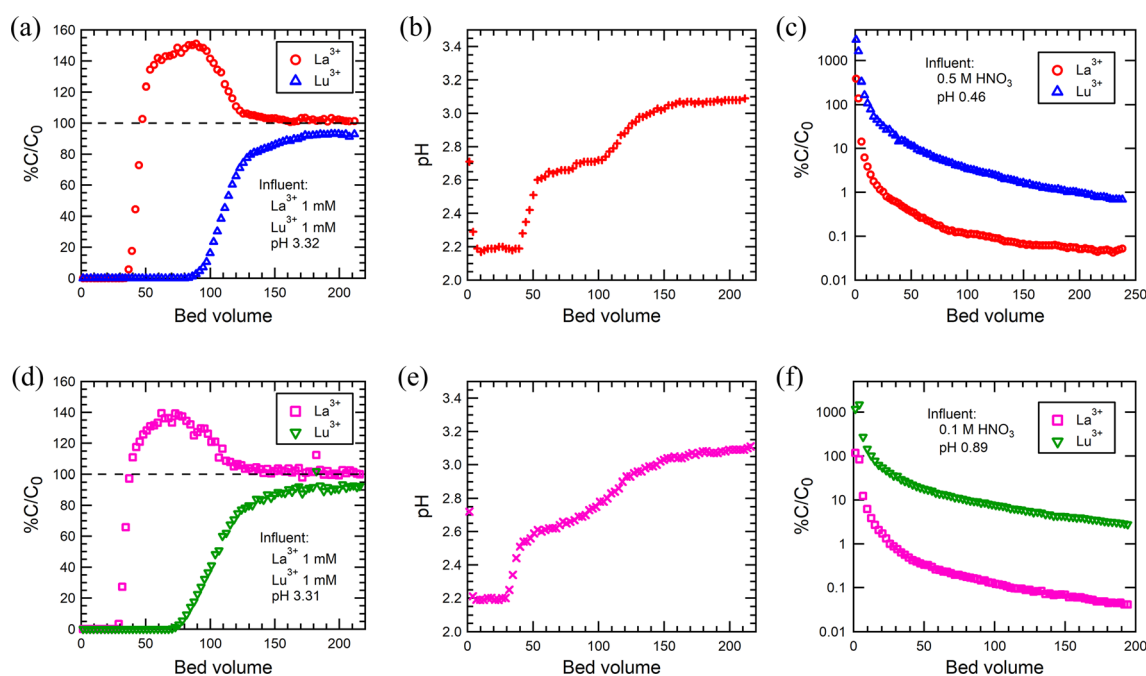 (a)
160
140
120
100
80
60
40
20
0
%C/C0
La3+
Lu3+
Influent:
La3+ 1 mM
Lu3+ 1 mM
pH 3.32
0 50 100 150 200
Bed volume
(b)
3.4
3.2
3.0
2.8
2.6
2.4
2.2
2.0
pH
0 50 100 150 200
Bed volume
(c)
1000
100
10
1
0.1
0.01
%C/C0
Influent:
0.5 M HNO3
pH 0.46
La3+
Lu3+
0 50 100 150 200 250
Bed volume
(d)
160
140
120
100
80
60
40
20
0
%C/C0
La3+
Lu3+
Influent:
La3+ 1 mM
Lu3+ 1 mM
pH 3.31
0 50 100 150 200
Bed volume
(e)
3.4
3.2
3.0
2.8
2.6
2.4
2.2
2.0
pH
0 50 100 150 200
Bed volume
(f)
1000
100
10
1
0.1
0.01
%C/C0
Influent:
0.1 M HNO3
pH 0.89
La3+
Lu3+
0 50 100 150 200
Bed volume